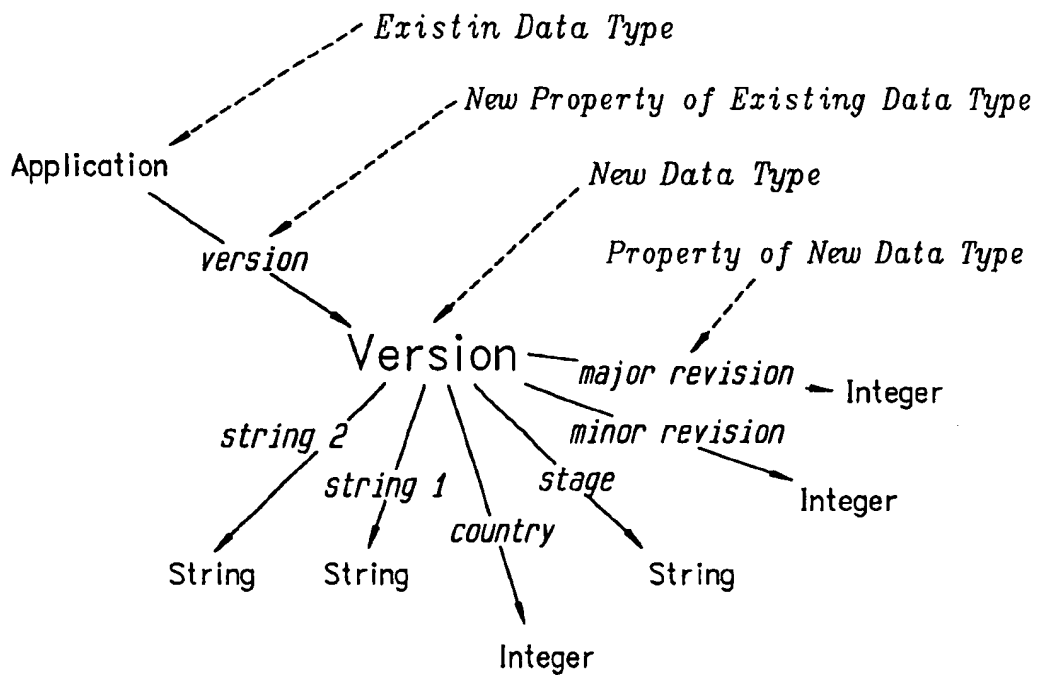 Existin Data Type
New Property of Existing Data Type
Application
New Data Type
version
Property of New Data Type
Version
major revision
Integer
string 2
minor revision
string 1
stage
Integer
country
String
String
String
Integer